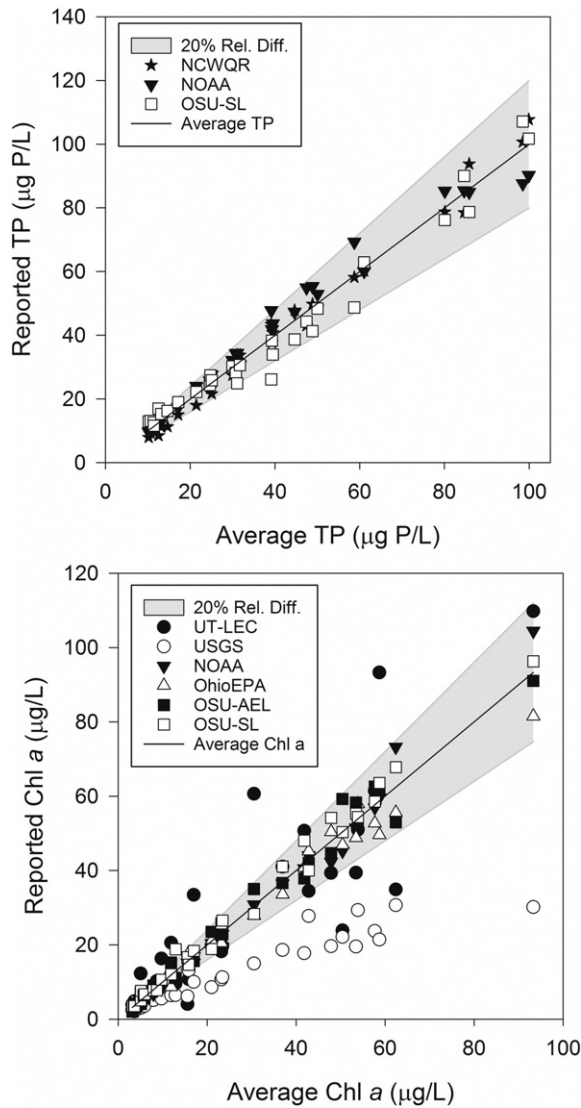 140
120
100
80
60
40
20
0
Reported TP (μg P/L)
20% Rel. Diff.
NCWQR
NOAA
OSU-SL
Average TP
0 20 40 60 80 100
Average TP (μg P/L)
120
100
80
60
40
20
0
Reported Chl a (μg/L)
20% Rel. Diff.
UT-LEC
USGS
NOAA
OhioEPA
OSU-AEL
OSU-SL
Average Chl a
0 20 40 60 80 100
Average Chl a (μg/L)